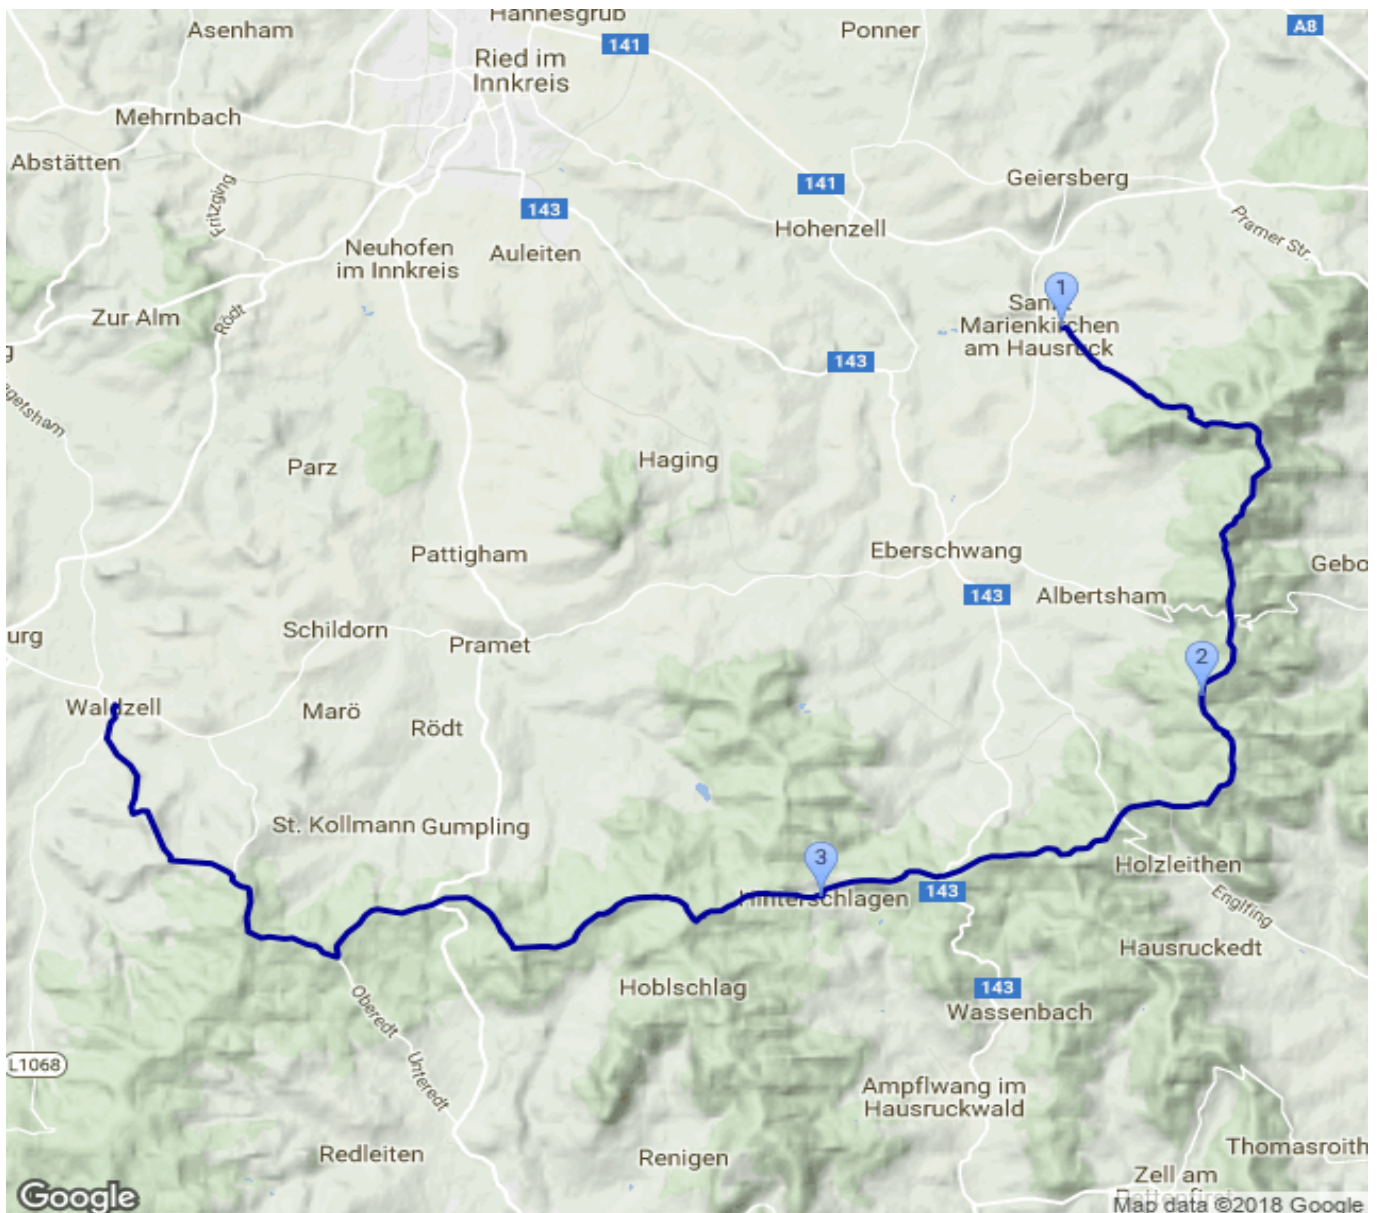 Hannesgrub
Asenham
141
Ponner
A8
Ried im
Innkreis
Mehrnbach
Abstätten
Fritzging
143
141
Geiersberg
Pramer Str.
Hohenzell
Neuhofen
im Innkreis
Auleiten
1
Zur Alm
Rödt
Sankt
Marienkirchen
am Hausruck
143
g
getsham
Parz
Haging
Pattigham
Eberschwang
143
Albertsham
Gebo
urg
Schildorn
Pramet
2
Waldzell
Marö
Rödt
St. Kollmann
Gumpling
3
Hinterschlagen
143
Holzleithen
Englfing
Hausruckedt
Hoblschlag
143
Wassenbach
Oberedt
Unteredt
L1068
Ampflwang im
Hausruckwald
Redleiten
Renigen
Thomasroith
Zell am
Pettenfirst
Google
Map data ©2018 Google